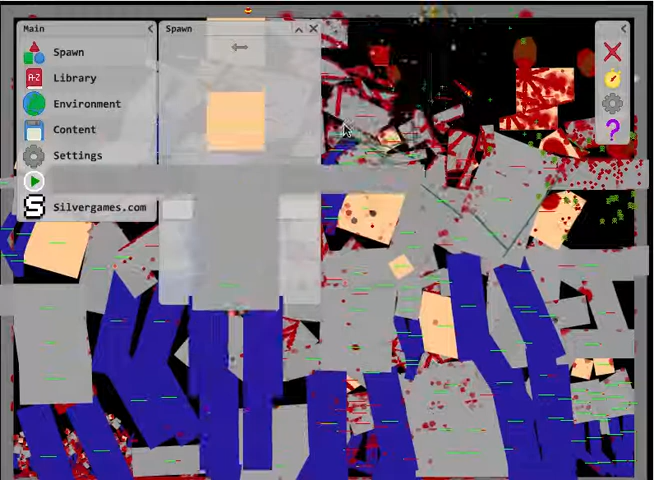 Main
Spawn
Spawn
A-Z
Library
Environment
Content
Settings
?
S
Silvergames.com